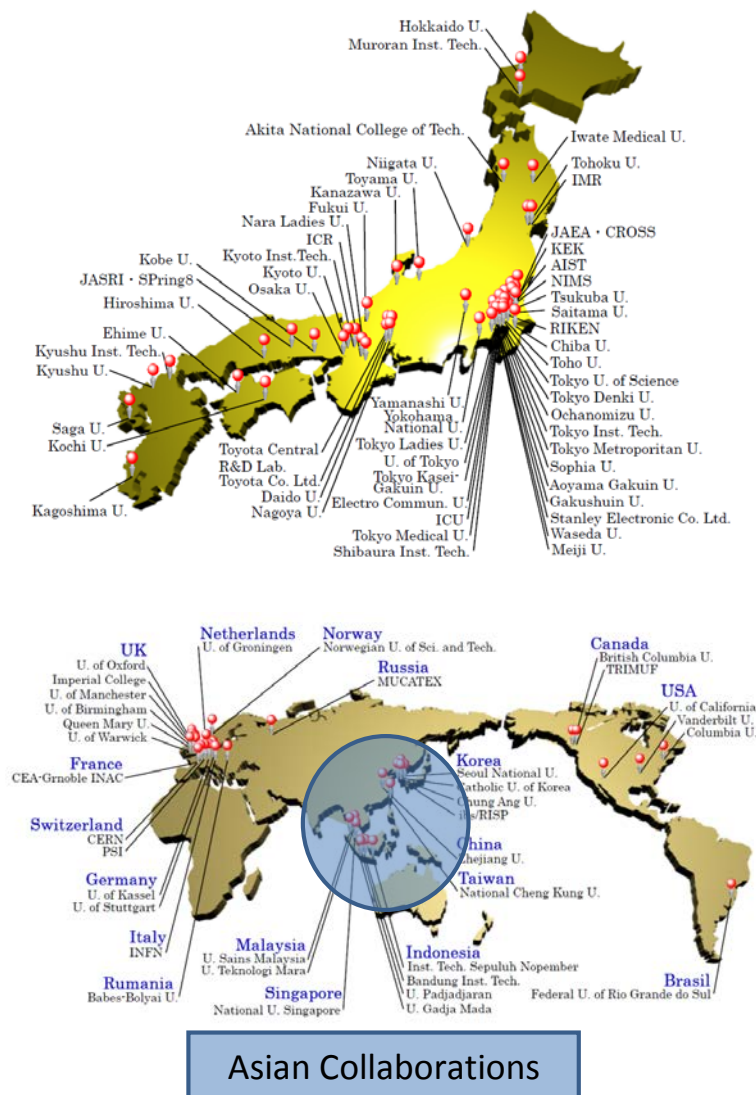 Hokkaido U.
Muroran Inst. Tech.
Akita National College of Tech.
Iwate Medical U.
Niigata U.
Tohoku U.
Toyama U.
IMR
Kanazawa U.
Fukui U.
Nara Ladies U.
ICR
Kyoto Inst.Tech.
Kobe U.
JASRI・SPring8
Kyoto U.
Hiroshima U.
Osaka U.
Ehime U.
Kyushu Inst. Tech.
Kyushu U.
Saga U.
Kochi U.
Kagoshima U.
JAEA・CROSS
KEK
AIST
NIMS
Tsukuba U.
Saitama U.
RIKEN
Chiba U.
Toho U.
Tokyo U. of Science
Tokyo Denki U.
Ochanomizu U.
Tokyo Inst. Tech.
Tokyo Metroporitan U.
Sophia U.
Aoyama Gakuin U.
Gakushuin U.
Stanley Electronic Co. Ltd.
Waseda U.
Meiji U.
Yamanashi U.
Yokohama
National U.
Tokyo Ladies U.
U. of Tokyo
Tokyo Kasei-
Gakuin U.
Electro Commun. U.
ICU
Tokyo Medical U.
Shibaura Inst. Tech.
Toyota Central
R&D Lab.
Toyota Co. Ltd.
Daido U.
Nagoya U.
Netherlands
U. of Groningen
Norway
Norwegian U. of Sci. and Tech.
UK
U. of Oxford
Imperial College
U. of Manchester
U. of Birmingham
Queen Mary U.
U. of Warwick
Russia
MUCATEX
Canada
British Columbia U.
TRIMUF
USA
U. of California
Vanderbilt U.
Columbia U.
France
CEA-Grnoble INAC
Switzerland
CERN
PSI
Germany
U. of Kassel
U. of Stuttgart
Italy
INFN
Rumania
Babes-Bolyai U.
Korea
Seoul National U.
Catholic U. of Korea
Chung Ang U.
ibs/RISP
China
Zhejiang U.
Taiwan
National Cheng Kung U.
Malaysia
U. Sains Malaysia
U. Teknologi Mara
Singapore
National U. Singapore
Indonesia
Inst. Tech. Sepuluh Nopember
Bandung Inst. Tech.
U. Padjadjaran
U. Gadja Mada
Brasil
Federal U. of Rio Grande do Sul
Asian Collaborations